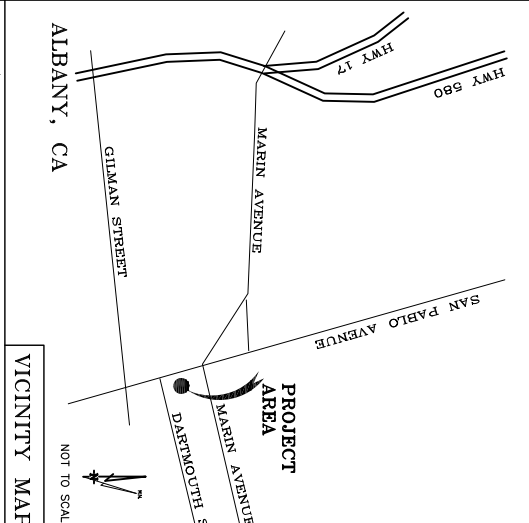 HWY 17
HWY 580
ALBANY, CA
MARIN AVENUE
GILMAN STREET
SAN PABLO AVENUE
PROJECT
AREA
MARIN AVENUE
DARTMOUTH S
VICINITY MAP
NOT TO SCAL